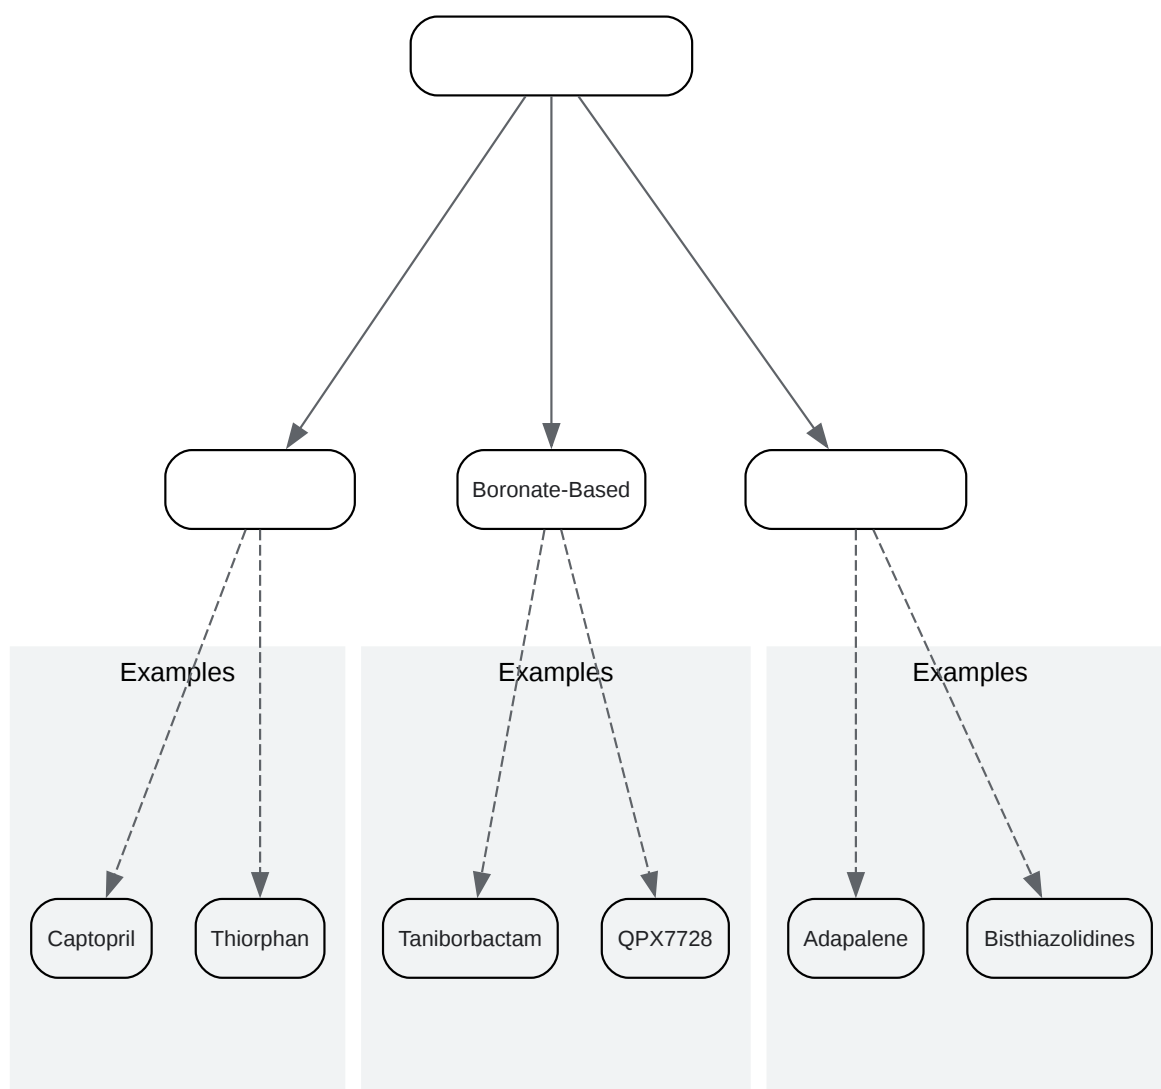 Boronate-Based
Examples
Examples
Examples
Captopril
Thiorphan
Taniborbactam
QPX7728
Adapalene
Bisthiazolidines